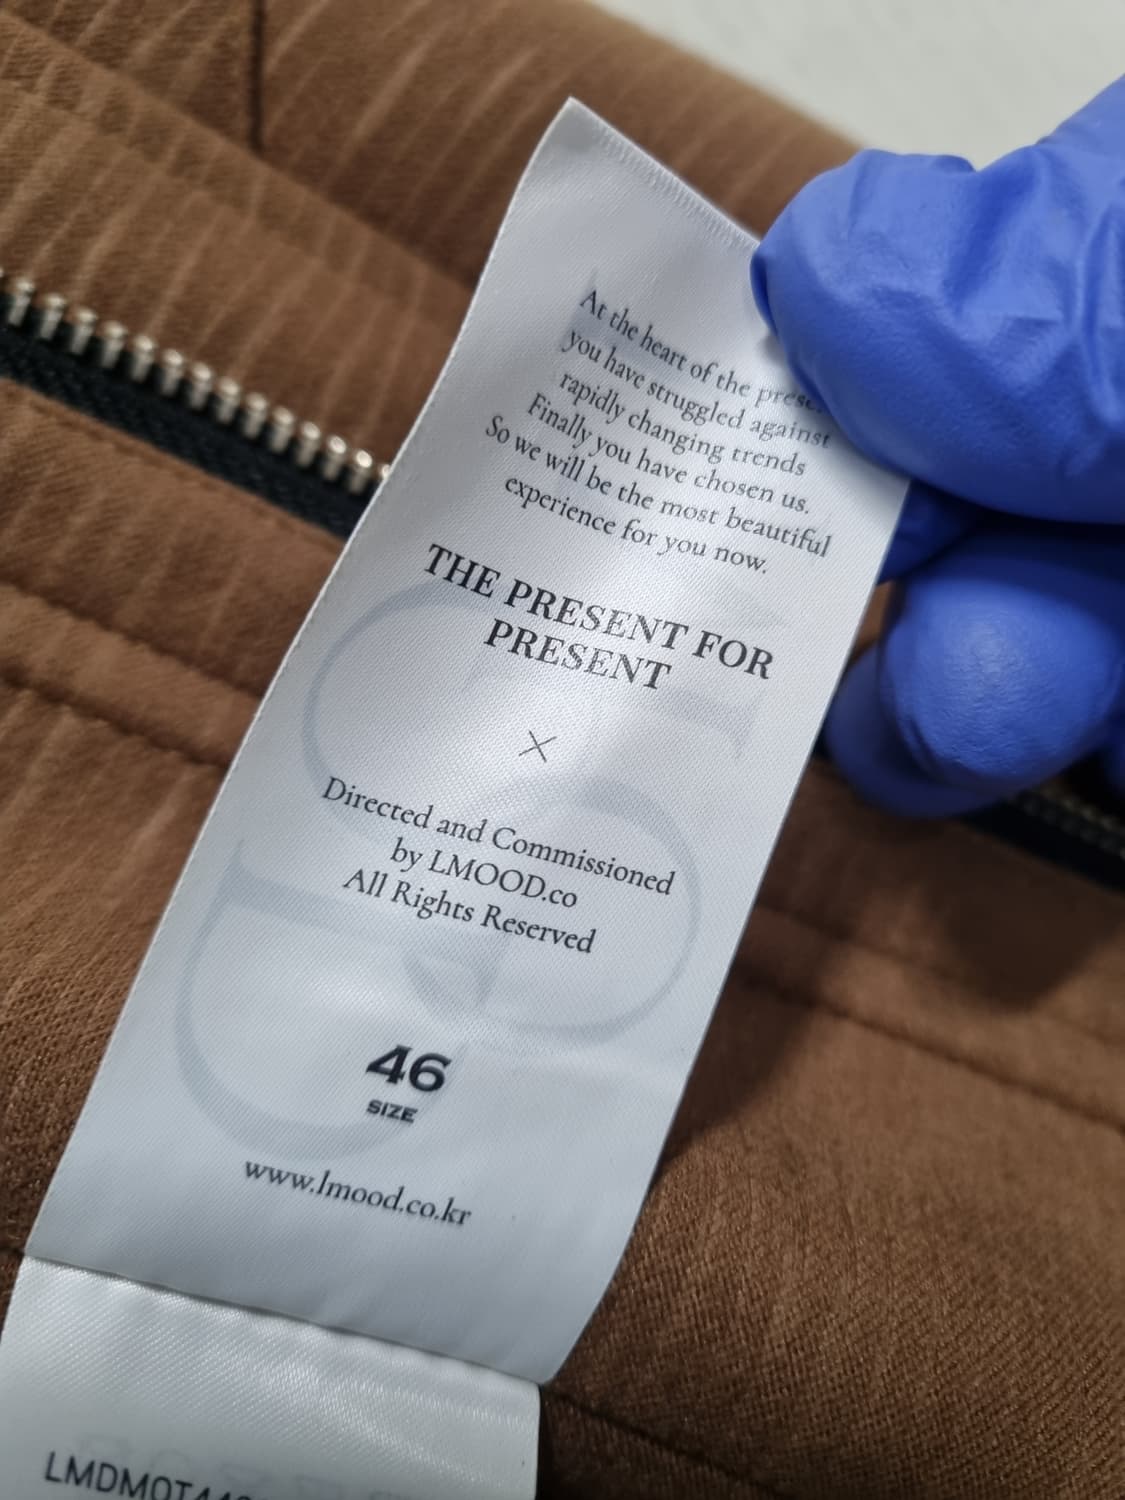 At the heart of the
you have struggled against
rapidly changing trends
Finally you have chosen us.
So we will be the most beautiful
experience for you now.
THE PRESENT FOR
PRESENT
×
Directed and Commissioned
by LMOOD.co
All Rights Reserved
46
SIZE
www.lmood.co.kr